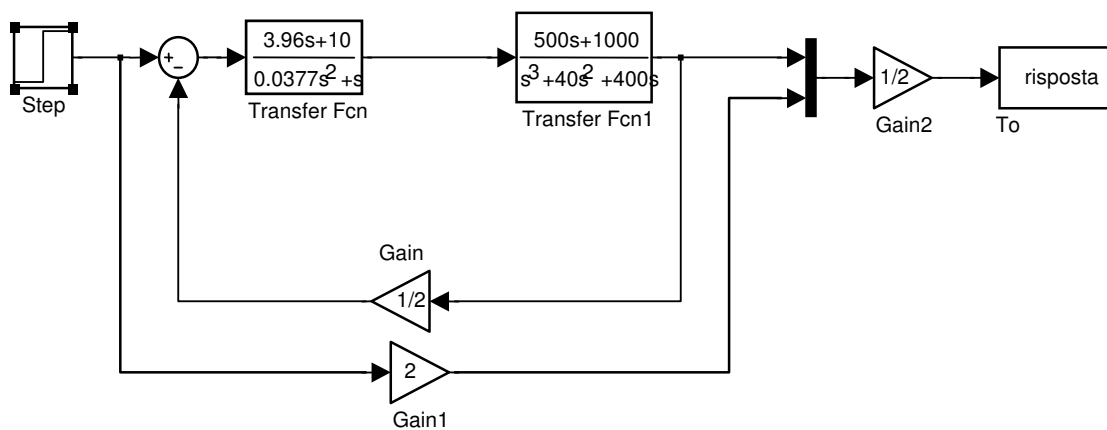 Step
+
−
3.96s+10
0.0377s² +s
Transfer Fcn
500s+1000
s³ +40s² +400s
Transfer Fcn1
1/2
Gain2
risposta
To
Gain
1/2
2
Gain1